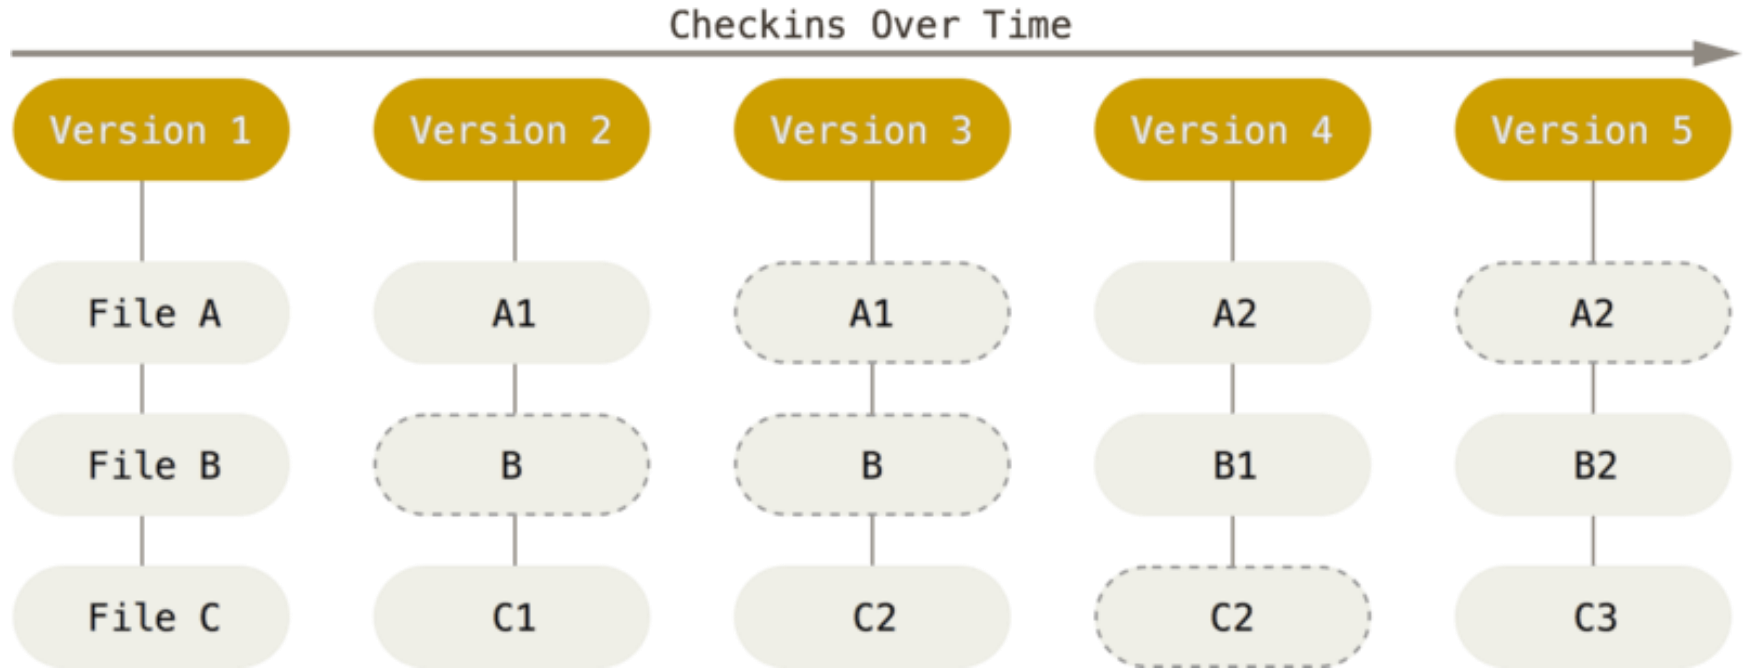 Checkins Over Time
Version 1 Version 2 Version 3 Version 4 Version 5
File A A1 A1 A2 A2
File B B B B1 B2
File C C1 C2 C2 C3